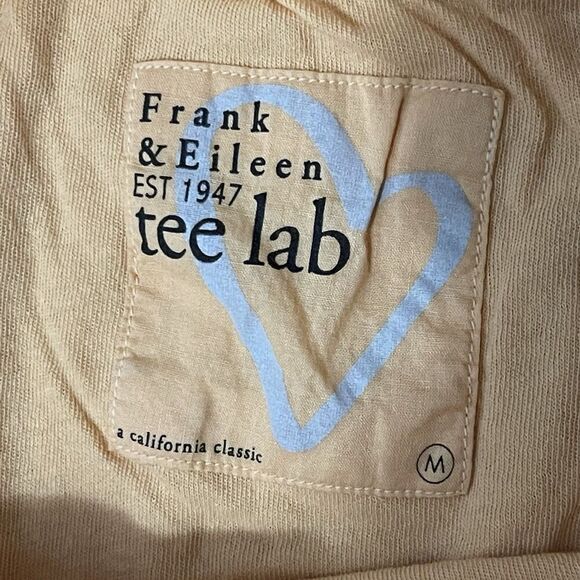 Frank
& Eileen
EST 1947
tee lab
a california classic
M